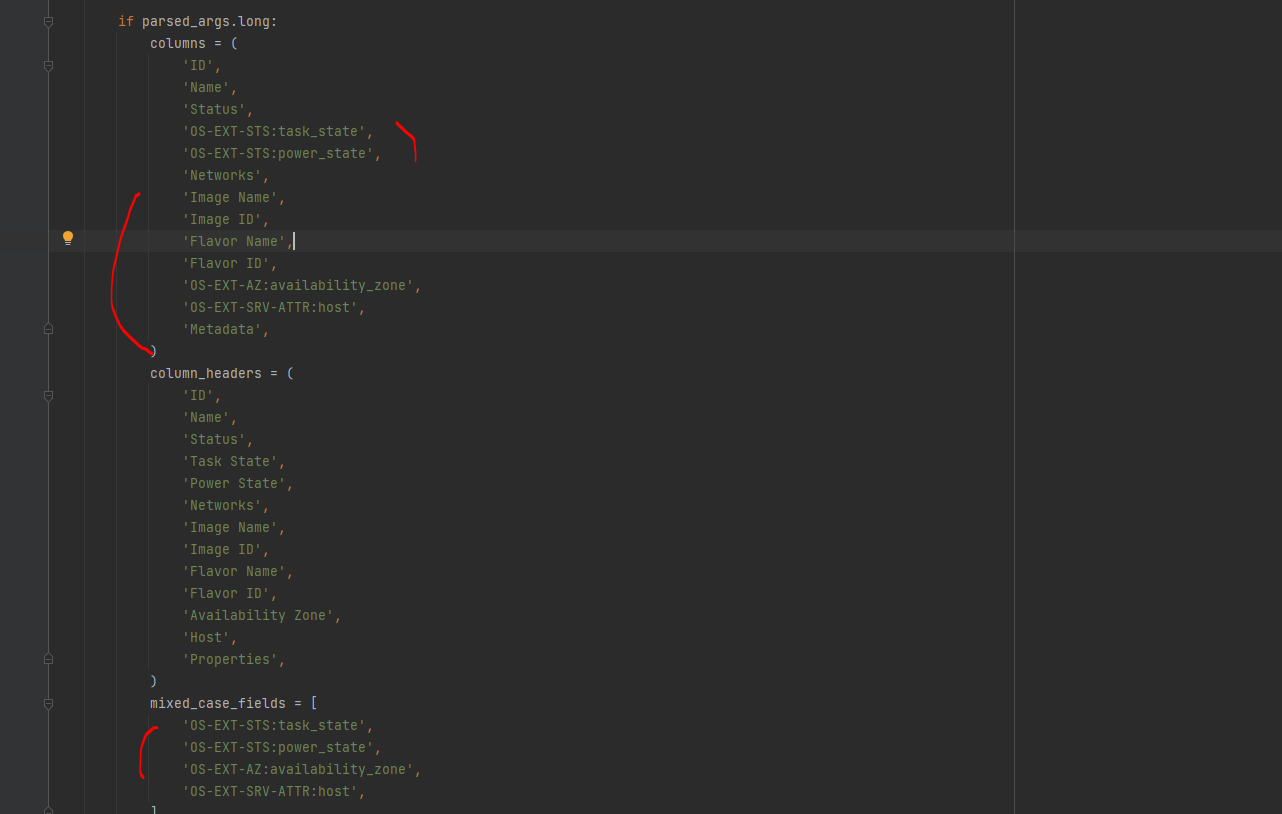 if parsed_args.long:
columns = (
'ID',
'Name',
'Status',
'OS-EXT-STS:task_state',
'OS-EXT-STS:power_state',
'Networks',
'Image Name',
'Image ID',
'Flavor Name',
'Flavor ID',
'OS-EXT-AZ:availability_zone',
'OS-EXT-SRV-ATTR:host',
'Metadata',
)
column_headers = (
'ID',
'Name',
'Status',
'Task State',
'Power State',
'Networks',
'Image Name',
'Image ID',
'Flavor Name',
'Flavor ID',
'Availability Zone',
'Host',
'Properties',
)
mixed_case_fields = [
'OS-EXT-STS:task_state',
'OS-EXT-STS:power_state',
'OS-EXT-AZ:availability_zone',
'OS-EXT-SRV-ATTR:host',
]